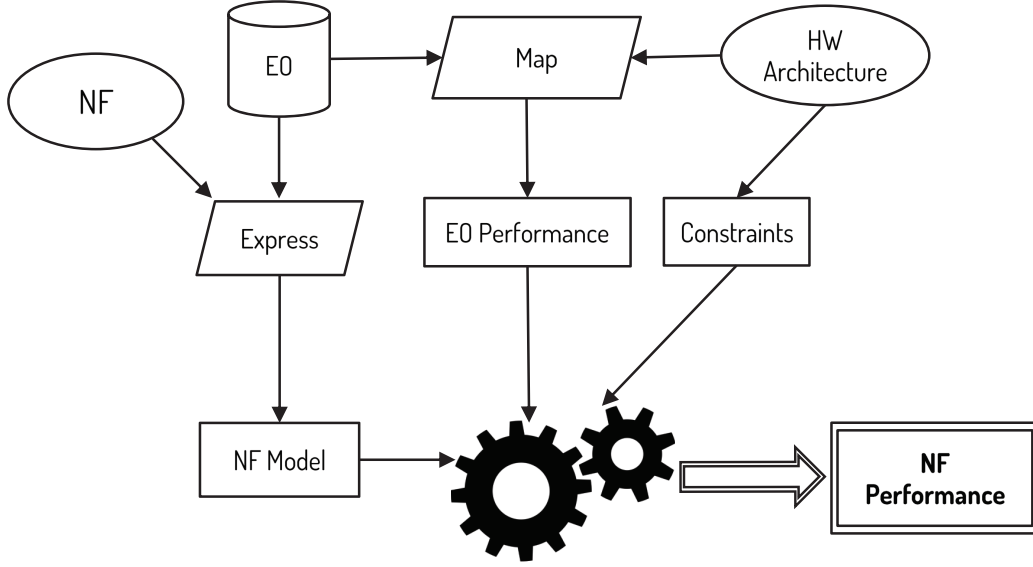 NF
EO
Map
HW
Architecture
Express
EO Performance
Constraints
NF Model
NF
Performance